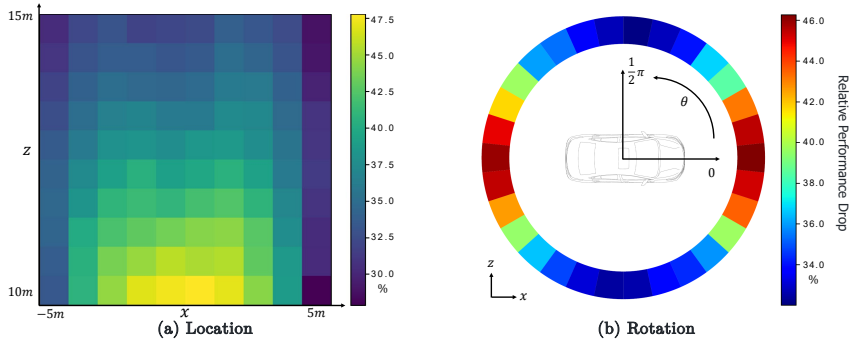 15m
z
10m
−5m
x
5m
47.5
45.0
42.5
40.0
37.5
35.0
32.5
30.0
%
(a) Location
1/2 π
θ
0
z
x
46.0
44.0
42.0
40.0
38.0
36.0
34.0
%
Relative Performance Drop
(b) Rotation